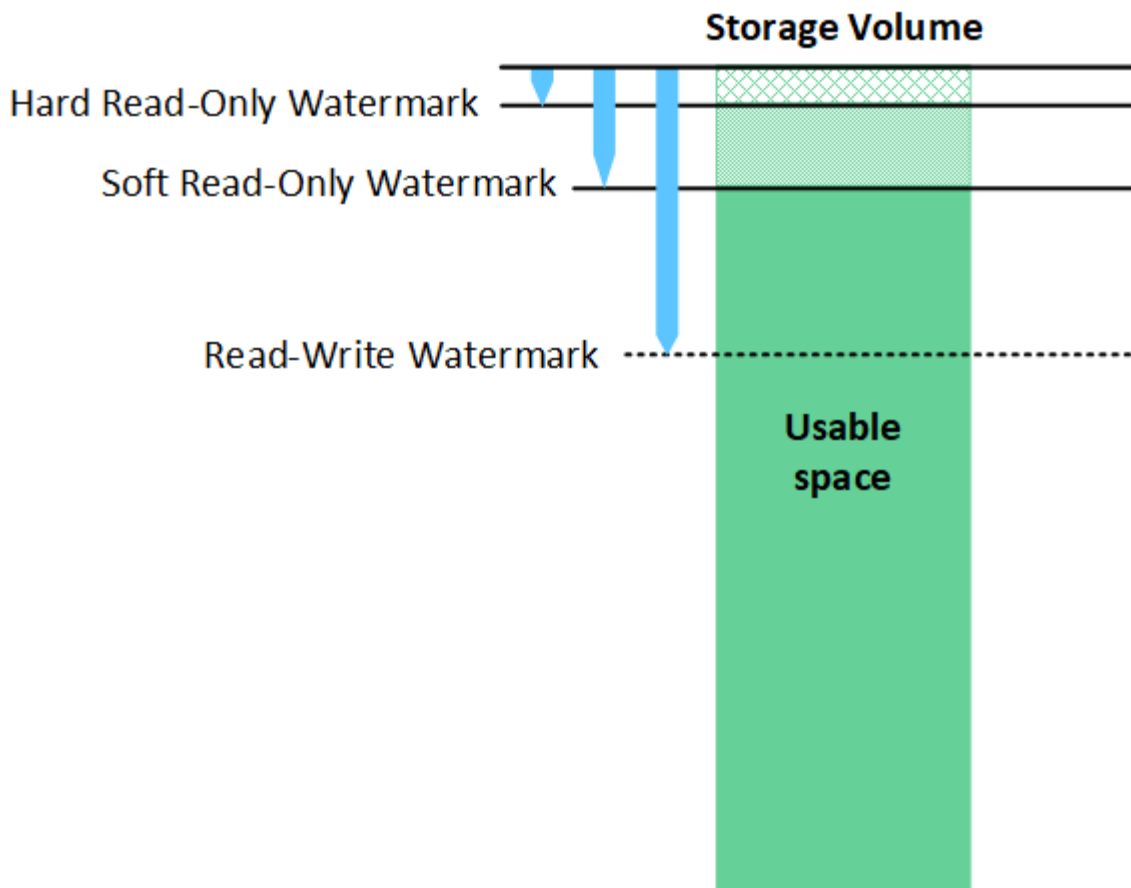 Storage Volume
Hard Read-Only Watermark
Soft Read-Only Watermark
Read-Write Watermark
Usable
space